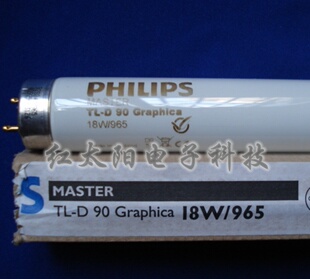 PHILIPS
MASTER
TL-D 90 Graphica
18W/965
红太阳电子科技
S MASTER
TL-D 90 Graphica 18W/965